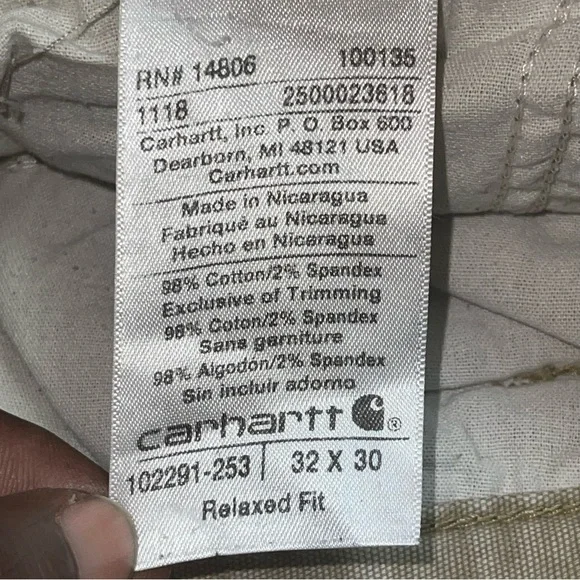 RN# 14806 100135
1118 2500023618
Carhartt, Inc. P. O. Box 600
Dearborn, MI 48121 USA
Carhartt.com
Made in Nicaragua
Fabriqué au Nicaragua
Hecho en Nicaragua
98% Cotton/2% Spandex
Exclusive of Trimming
98% Coton/2% Spandex
Sans garniture
98% Algodon/2% Spandex
Sin incluir adorno
carhartt ®
102291-253 32 X 30
Relaxed Fit